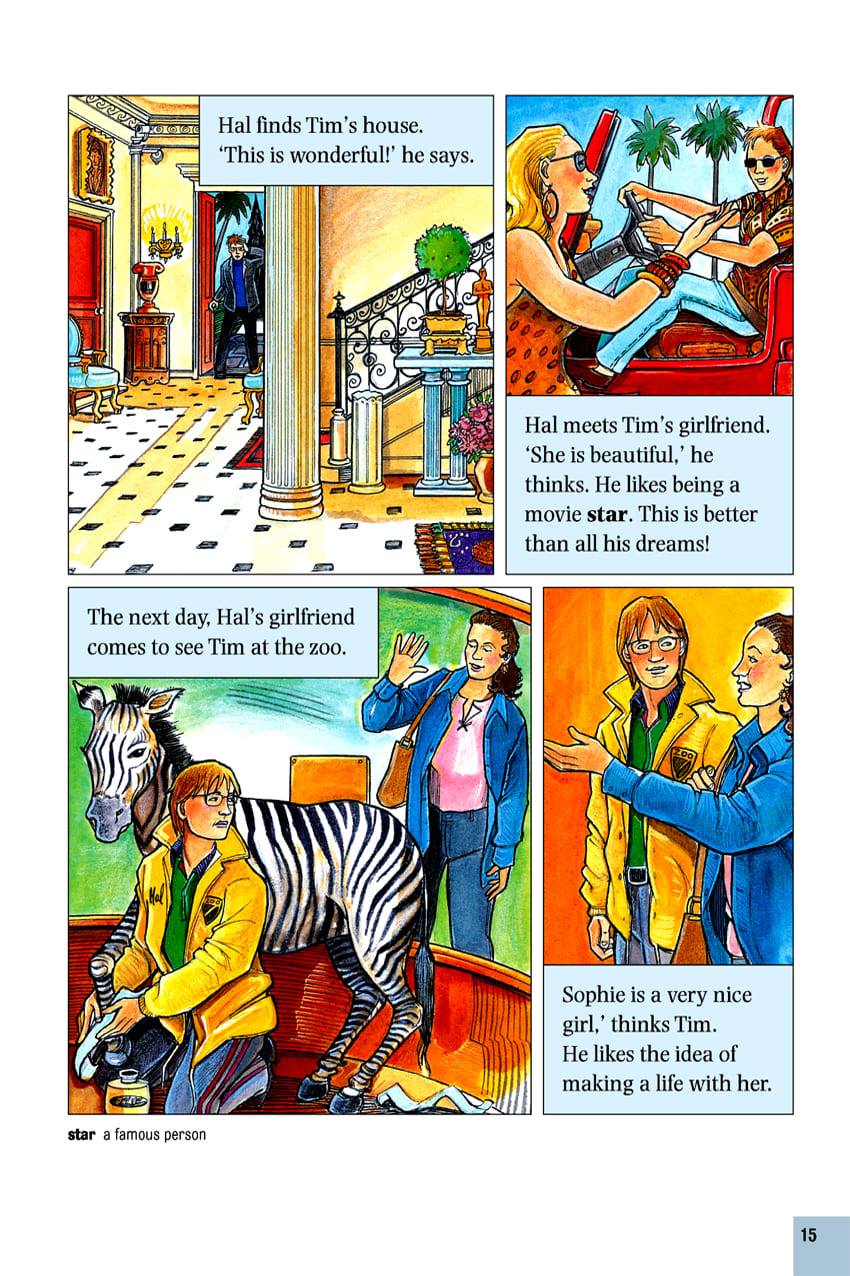 Hal finds Tim's house.
‘This is wonderful!’ he says.
Hal meets Tim's girlfriend.
‘She is beautiful,’ he
thinks. He likes being a
movie star. This is better
than all his dreams!
The next day, Hal's girlfriend
comes to see Tim at the zoo.
Hal
ZOO
ZOO
Sophie is a very nice
girl,’ thinks Tim.
He likes the idea of
making a life with her.
star a famous person
15